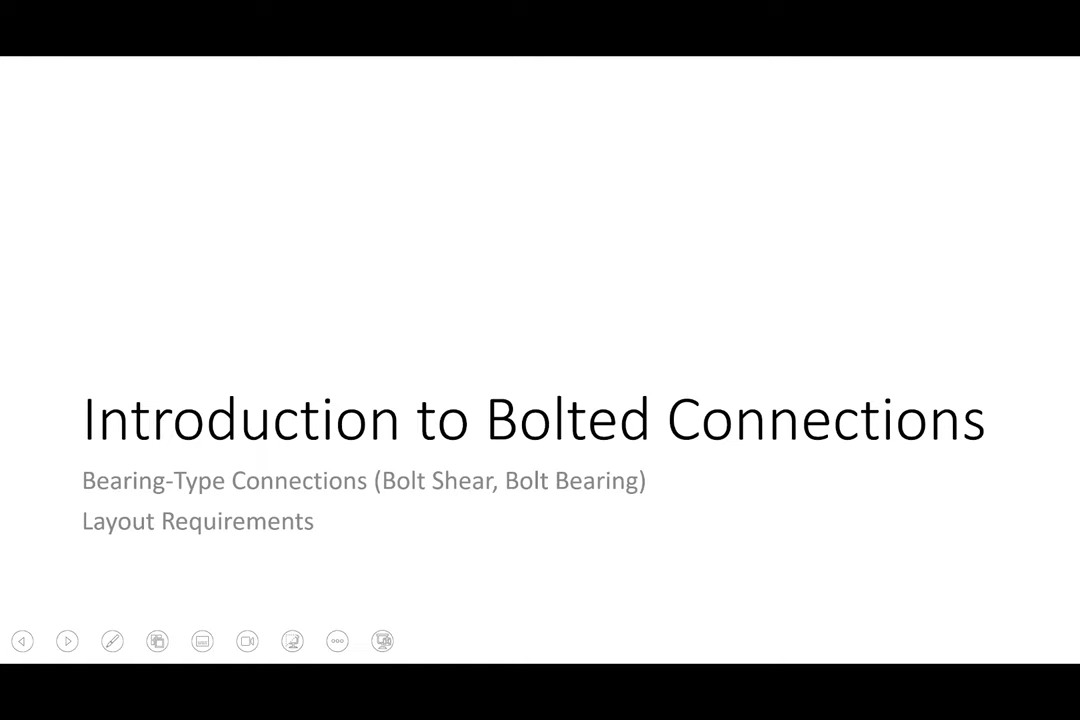 Introduction to Bolted Connections
Bearing-Type Connections (Bolt Shear, Bolt Bearing)
Layout Requirements